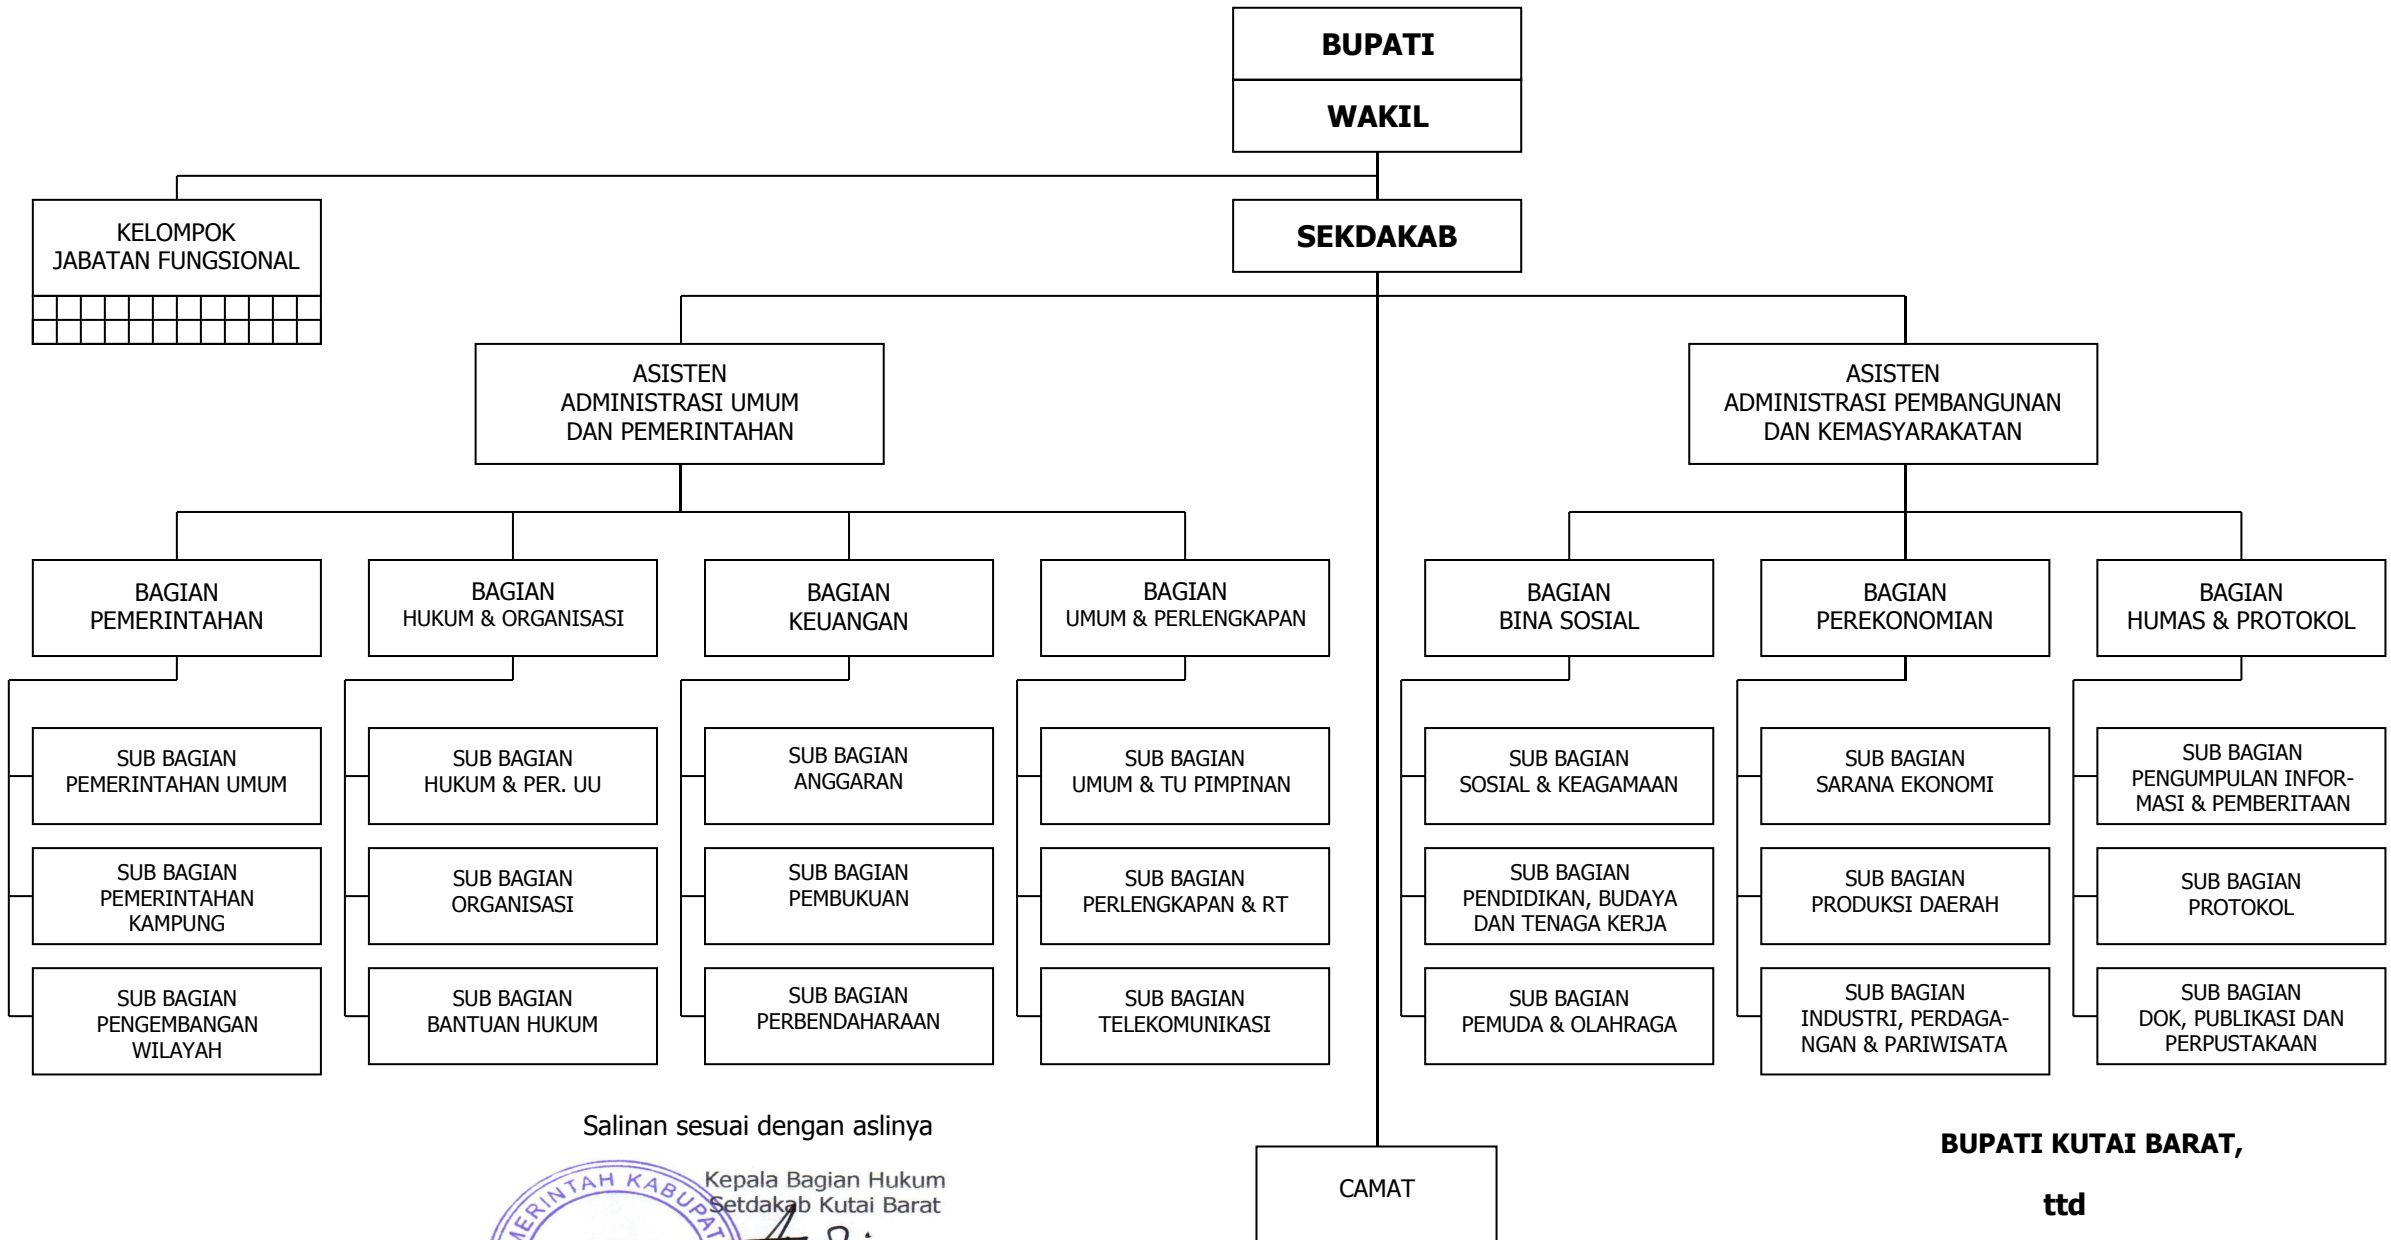 BUPATI
WAKIL
KELOMPOK
JABATAN FUNGSIONAL
SEKDAKAB
ASISTEN
ADMINISTRASI UMUM
DAN PEMERINTAHAN
ASISTEN
ADMINISTRASI PEMBANGUNAN
DAN KEMASYARAKATAN
BAGIAN
PEMERINTAHAN
BAGIAN
HUKUM & ORGANISASI
BAGIAN
KEUANGAN
BAGIAN
UMUM & PERLENGKAPAN
BAGIAN
BINA SOSIAL
BAGIAN
PEREKONOMIAN
BAGIAN
HUMAS & PROTOKOL
SUB BAGIAN
PEMERINTAHAN UMUM
SUB BAGIAN
HUKUM & PER. UU
SUB BAGIAN
ANGGARAN
SUB BAGIAN
UMUM & TU PIMPINAN
SUB BAGIAN
SOSIAL & KEAGAMAAN
SUB BAGIAN
SARANA EKONOMI
SUB BAGIAN
PENGUMPULAN INFOR-
MASI & PEMBERITAAN
SUB BAGIAN
PEMERINTAHAN
KAMPUNG
SUB BAGIAN
ORGANISASI
SUB BAGIAN
PEMBUKUAN
SUB BAGIAN
PERLENGKAPAN & RT
SUB BAGIAN
PENDIDIKAN, BUDAYA
DAN TENAGA KERJA
SUB BAGIAN
PRODUKSI DAERAH
SUB BAGIAN
PROTOKOL
SUB BAGIAN
PENGEMBANGAN
WILAYAH
SUB BAGIAN
BANTUAN HUKUM
SUB BAGIAN
PERBENDAHARAAN
SUB BAGIAN
TELEKOMUNIKASI
SUB BAGIAN
PEMUDA & OLAHRAGA
SUB BAGIAN
INDUSTRI, PERDAGA-
NGAN & PARIWISATA
SUB BAGIAN
DOK, PUBLIKASI DAN
PERPUSTAKAAN
Salinan sesuai dengan aslinya
Kepala Bagian Hukum
Setdakab Kutai Barat
MERINTAH KABUPAT
CAMAT
BUPATI KUTAI BARAT,
ttd